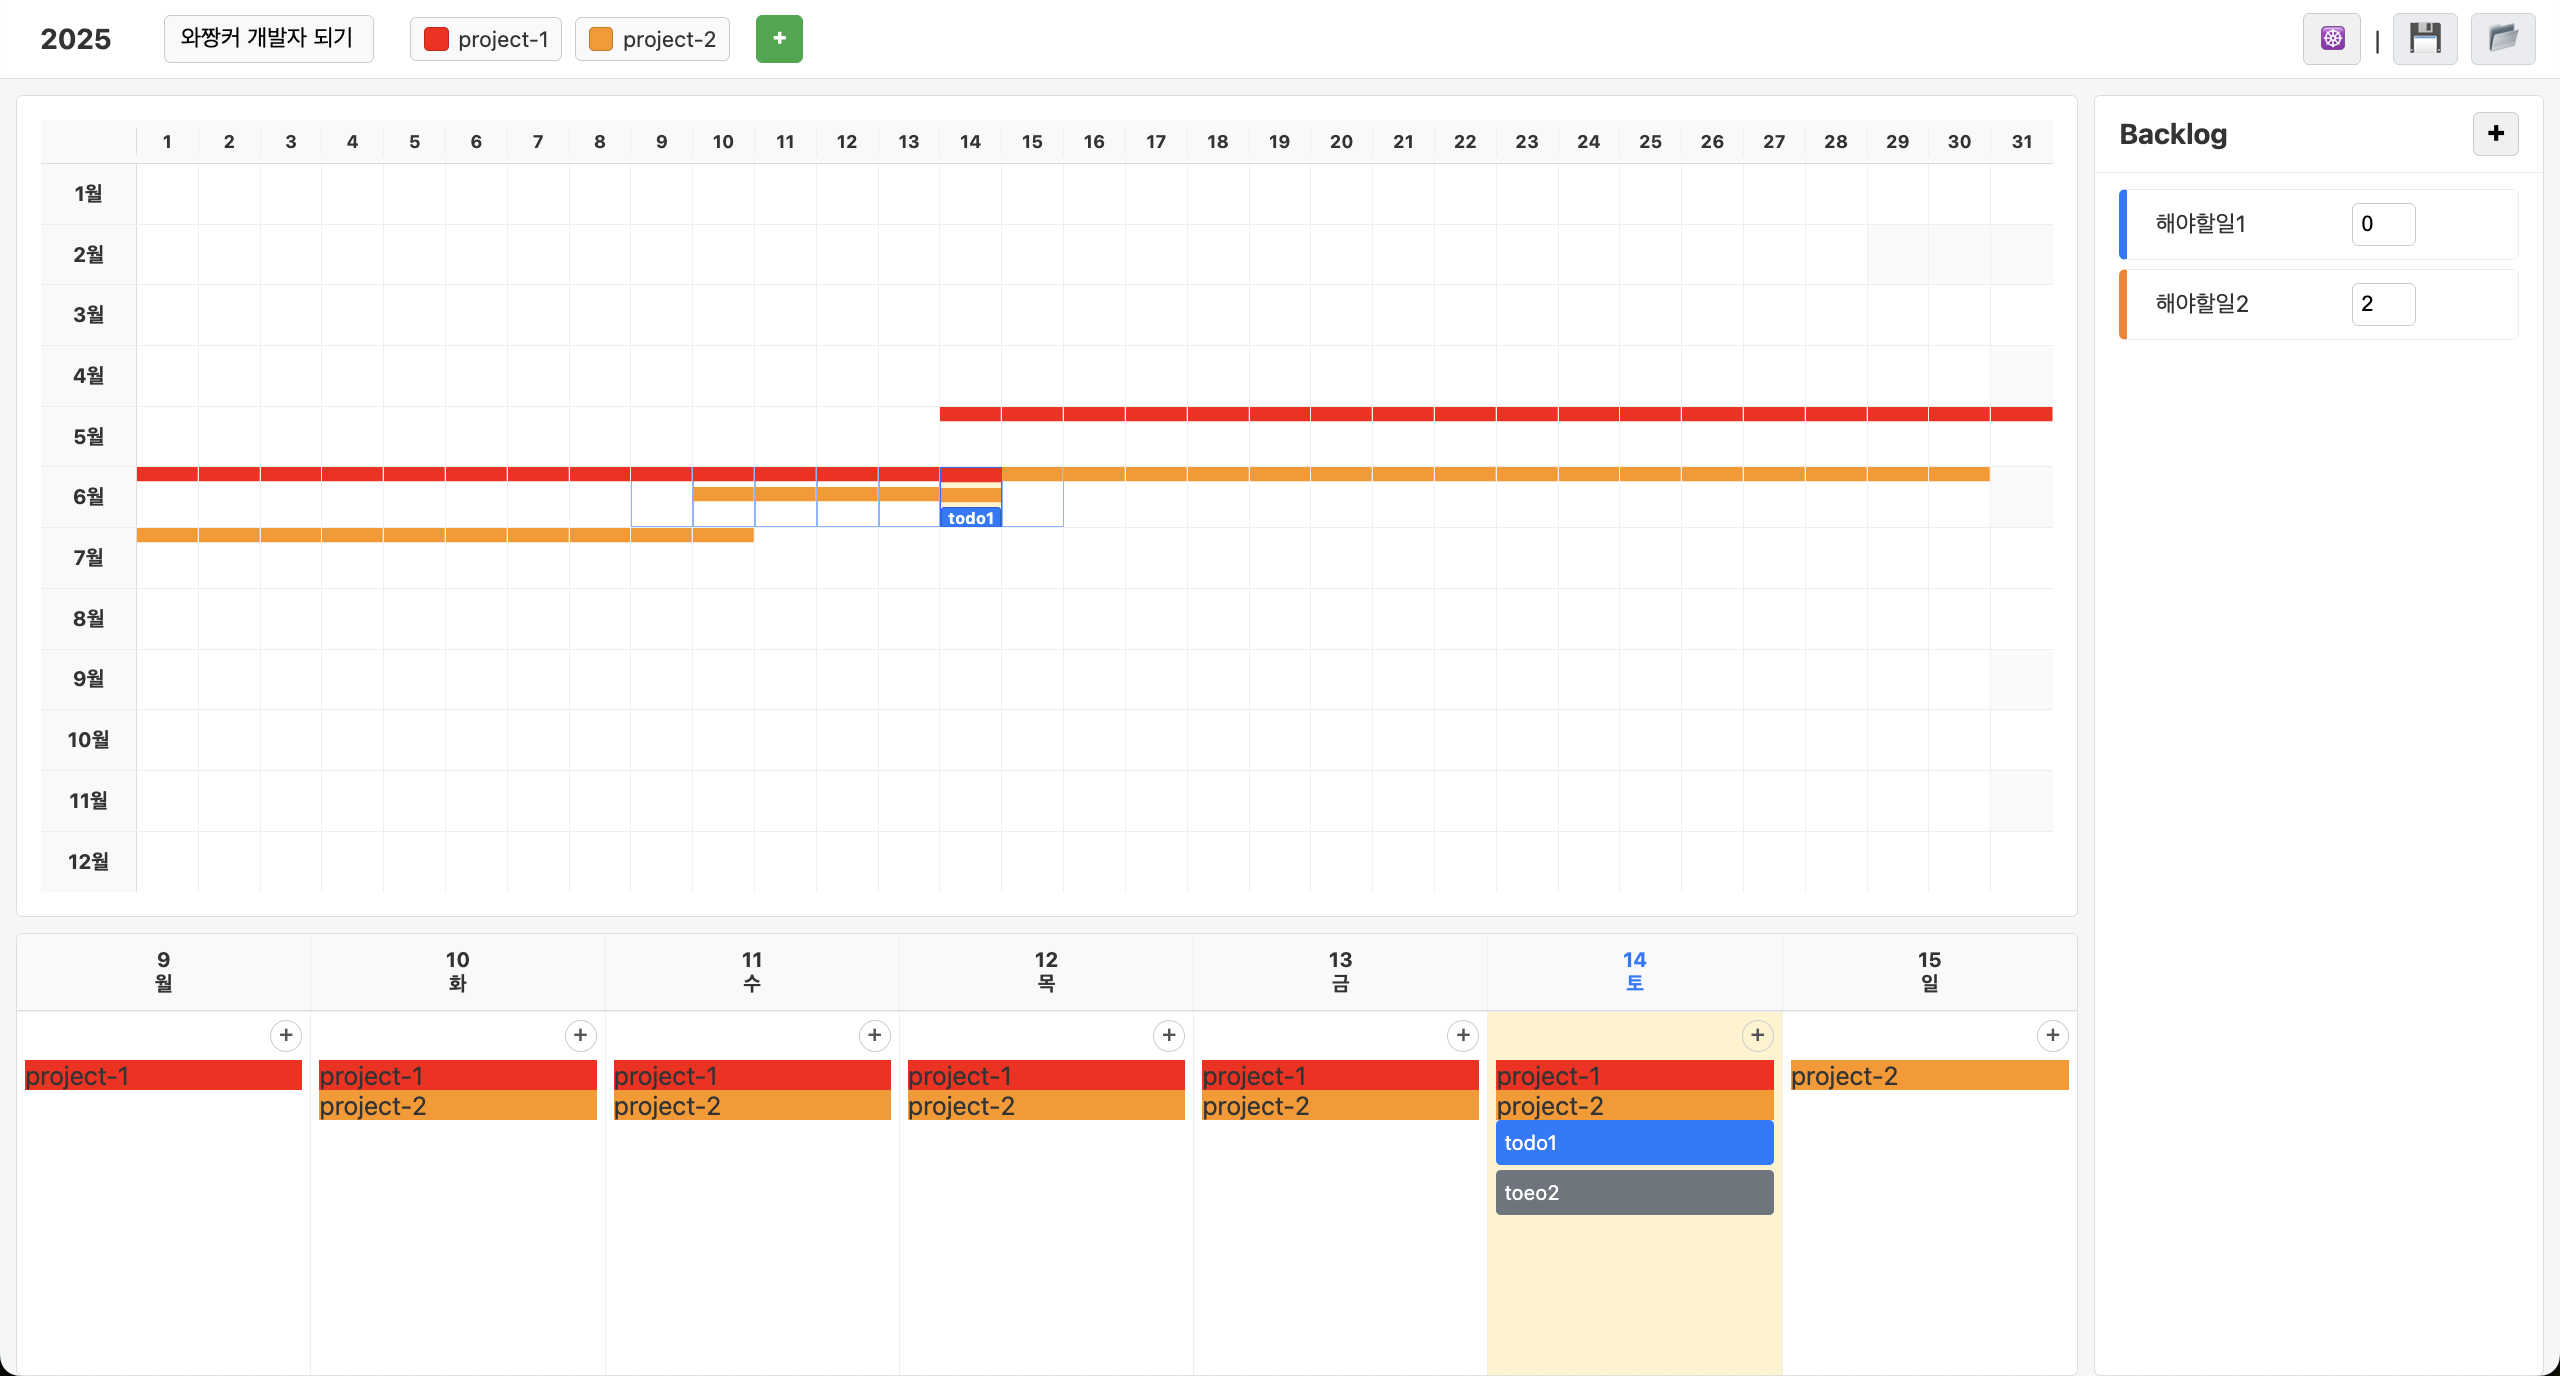 2025 와짱커 개발자 되기 project-1 project-2 + |
1 2 3 4 5 6 7 8 9 10 11 12 13 14 15 16 17 18 19 20 21 22 23 24 25 26 27 28 29 30 31
1월
2월
3월
4월
5월
6월
todo1
7월
8월
9월
10월
11월
12월
Backlog +
해야할일1 0
해야할일2 2
9 10 11 12 13 14 15
월 화 수 목 금 토 일
+ + + + + + +
project-1 project-1 project-1 project-1 project-1 project-1 project-2
project-2 project-2 project-2 project-2 project-2
todo1
toeo2